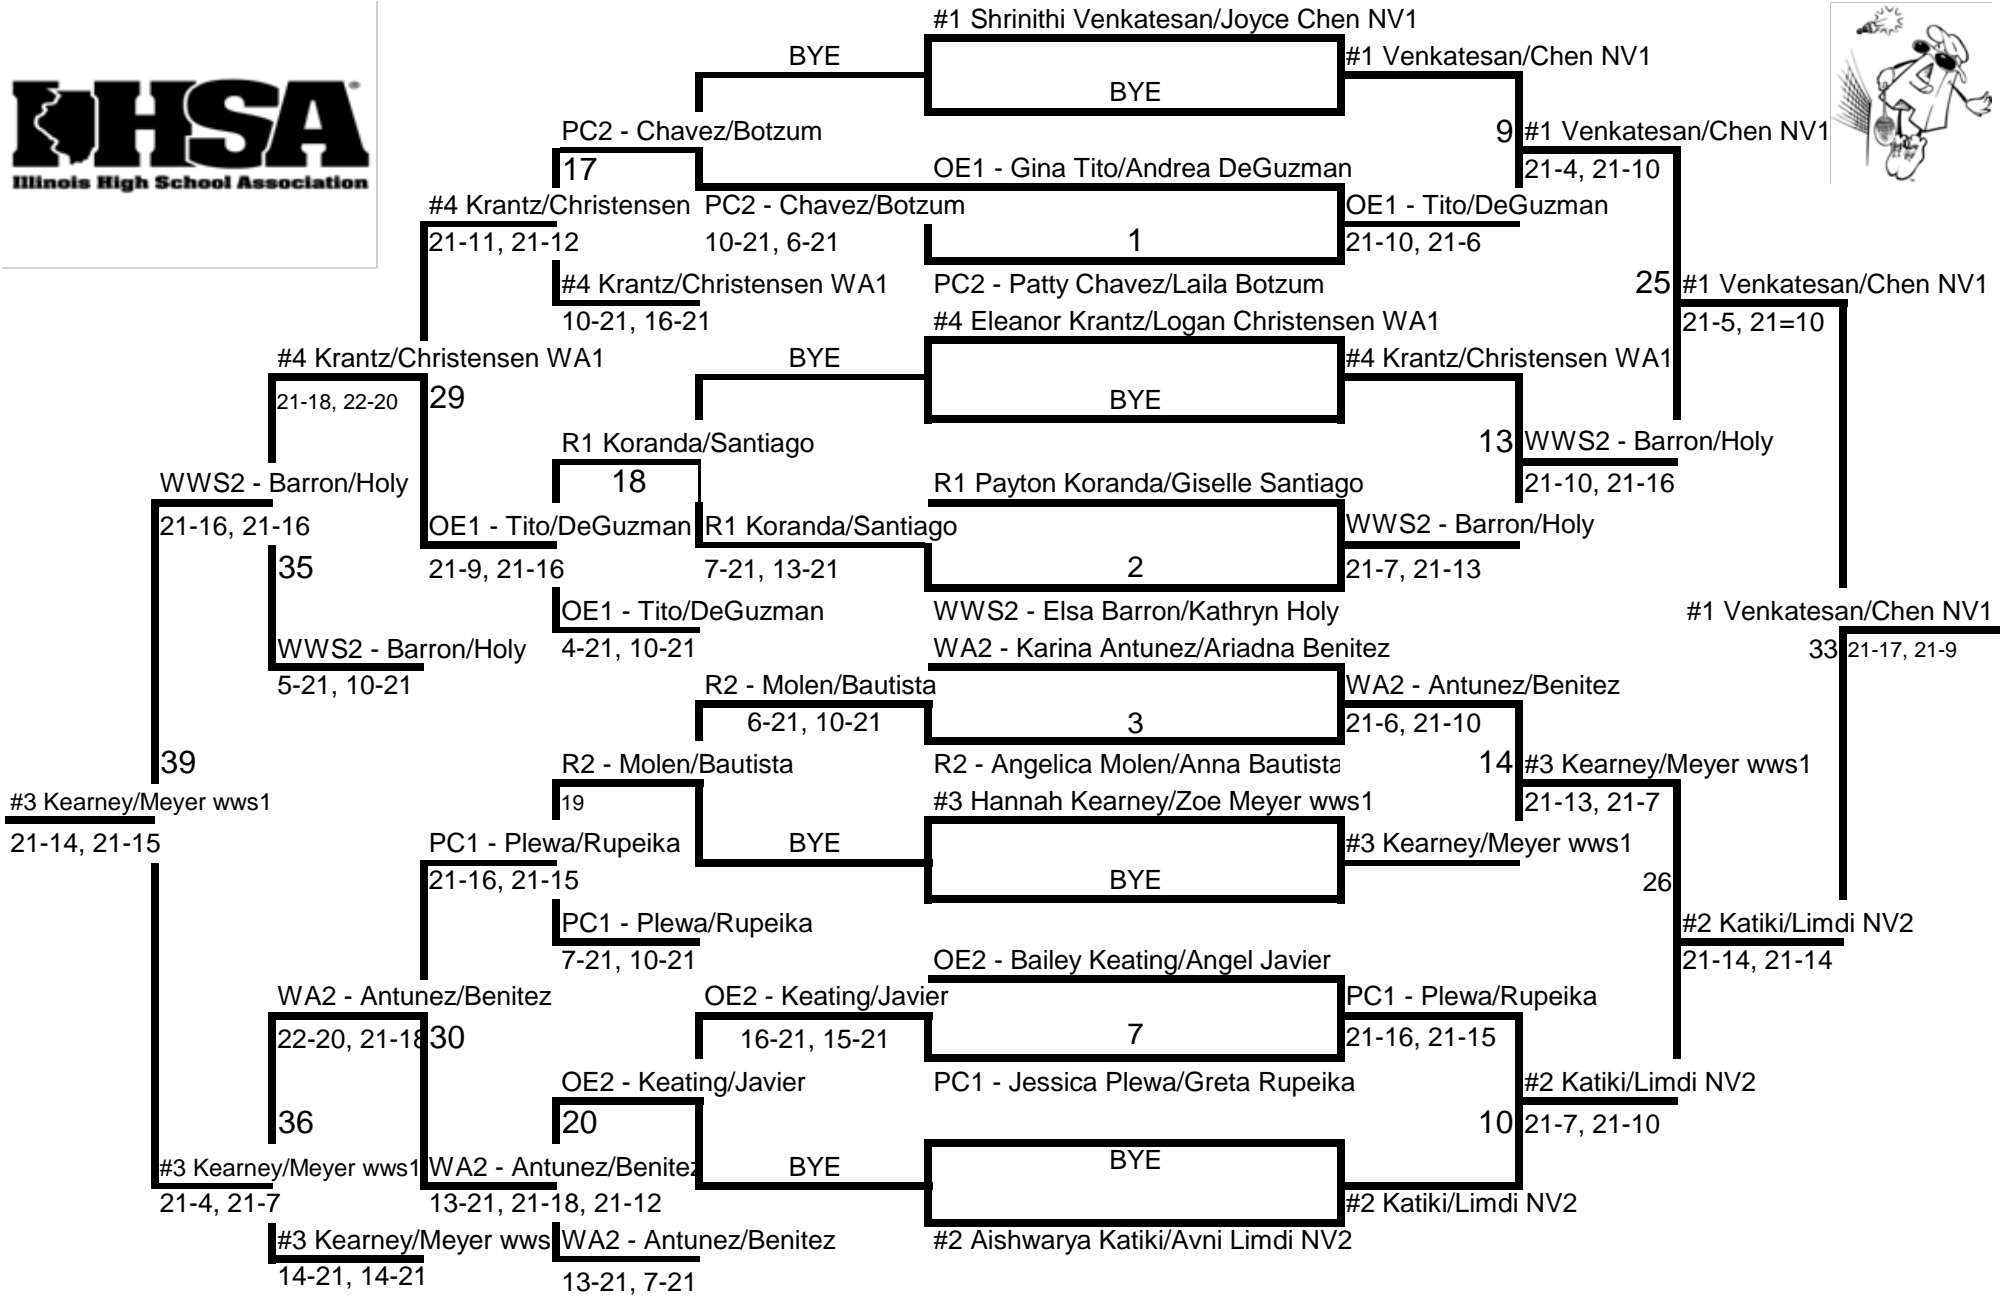 #1 Shrinithi Venkatesan/Joyce Chen NV1
BYE
#1 Venkatesan/Chen NV1
IHSA
Illinois High School Association
BYE
PC2 - Chavez/Botzum
9
#1 Venkatesan/Chen NV1
17
OE1 - Gina Tito/Andrea DeGuzman
21-4, 21-10
#4 Krantz/Christensen
PC2 - Chavez/Botzum
OE1 - Tito/DeGuzman
21-11, 21-12
10-21, 6-21
1
21-10, 21-6
#4 Krantz/Christensen WA1
PC2 - Patty Chavez/Laila Botzum
25
#1 Venkatesan/Chen NV1
10-21, 16-21
#4 Eleanor Krantz/Logan Christensen WA1
21-5, 21=10
#4 Krantz/Christensen WA1
BYE
#4 Krantz/Christensen WA1
21-18, 22-20
29
BYE
R1 Koranda/Santiago
13
WWS2 - Barron/Holy
WWS2 - Barron/Holy
18
R1 Payton Koranda/Giselle Santiago
21-10, 21-16
21-16, 21-16
OE1 - Tito/DeGuzman
R1 Koranda/Santiago
WWS2 - Barron/Holy
35
21-9, 21-16
7-21, 13-21
2
21-7, 21-13
OE1 - Tito/DeGuzman
WWS2 - Elsa Barron/Kathryn Holy
#1 Venkatesan/Chen NV1
WWS2 - Barron/Holy
4-21, 10-21
WA2 - Karina Antunez/Ariadna Benitez
33
21-17, 21-9
5-21, 10-21
R2 - Molen/Bautista
WA2 - Antunez/Benitez
6-21, 10-21
3
21-6, 21-10
39
R2 - Molen/Bautista
R2 - Angelica Molen/Anna Bautista
14
#3 Kearney/Meyer wws1
#3 Kearney/Meyer wws1
19
#3 Hannah Kearney/Zoe Meyer wws1
21-13, 21-7
21-14, 21-15
PC1 - Plewa/Rupeika
BYE
#3 Kearney/Meyer wws1
21-16, 21-15
BYE
26
PC1 - Plewa/Rupeika
#2 Katiki/Limdi NV2
7-21, 10-21
OE2 - Bailey Keating/Angel Javier
21-14, 21-14
WA2 - Antunez/Benitez
OE2 - Keating/Javier
PC1 - Plewa/Rupeika
22-20, 21-18
30
16-21, 15-21
7
21-16, 21-15
OE2 - Keating/Javier
PC1 - Jessica Plewa/Greta Rupeika
#2 Katiki/Limdi NV2
36
20
10
21-7, 21-10
#3 Kearney/Meyer wws1
WA2 - Antunez/Benitez
BYE
BYE
21-4, 21-7
13-21, 21-18, 21-12
#2 Katiki/Limdi NV2
#3 Kearney/Meyer wws
WA2 - Antunez/Benitez
#2 Aishwarya Katiki/Avni Limdi NV2
14-21, 14-21
13-21, 7-21